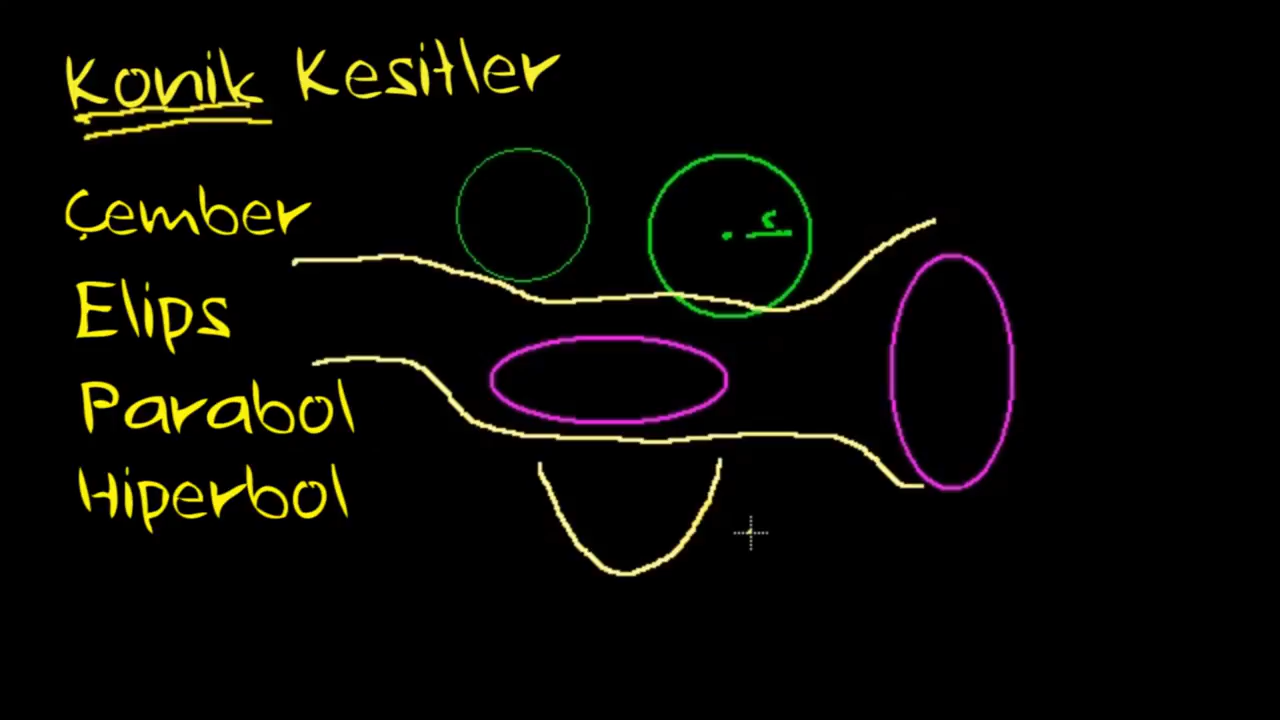 Konik Kesitler
Çember
r
Elips
Parabol
Hiperbol